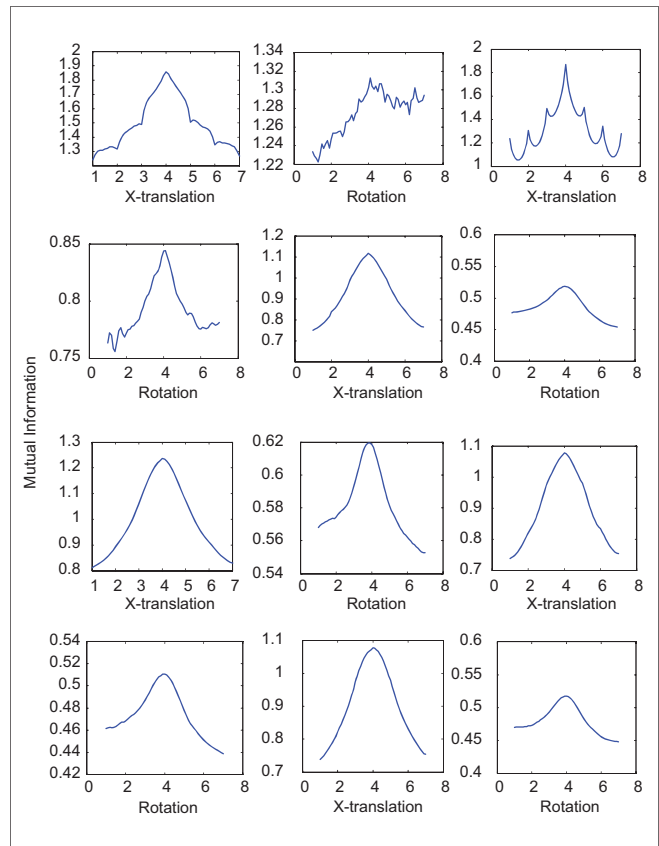 2
1.9
1.8
1.7
1.6
1.5
1.4
1.3
1 2 3 4 5 6 7
X-translation
1.34
1.32
1.3
1.28
1.26
1.24
1.22
0 2 4 6 8
Rotation
2
1.8
1.6
1.4
1.2
1
0 2 4 6 8
X-translation
0.85
0.8
0.75
0 2 4 6 8
Rotation
1.2
1.1
1
0.9
0.8
0.7
0 2 4 6 8
X-translation
0.6
0.55
0.5
0.45
0.4
0 2 4 6 8
Rotation
Mutual Information
1.3
1.2
1.1
1
0.9
0.8
1 2 3 4 5 6 7
X-translation
0.62
0.6
0.58
0.56
0.54
0 2 4 6 8
Rotation
1.1
1
0.9
0.8
0.7
0 2 4 6 8
X-translation
0.54
0.52
0.5
0.48
0.46
0.44
0.42
0 2 4 6 8
Rotation
1.1
1
0.9
0.8
0.7
0 2 4 6 8
X-translation
0.6
0.55
0.5
0.45
0.4
0 2 4 6 8
Rotation